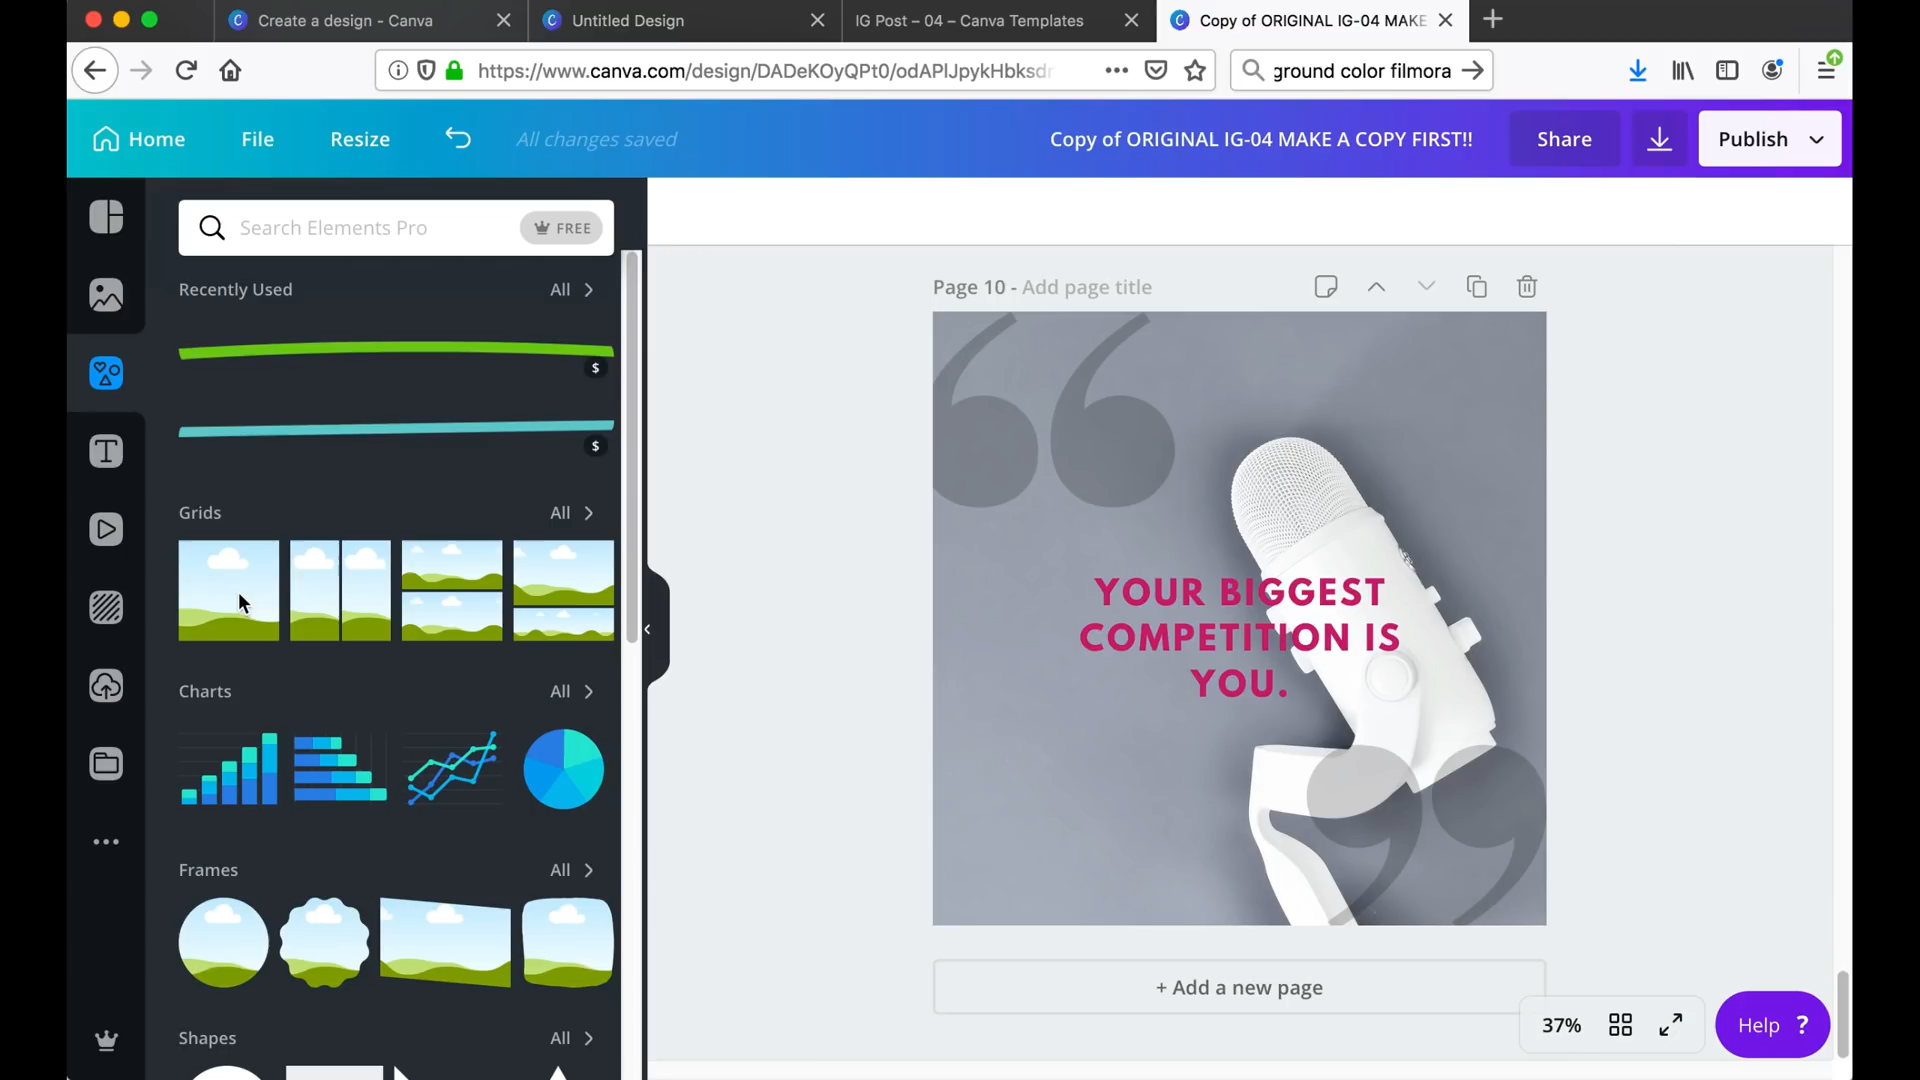 Create a design - Canva
Untitled Design
IG Post – 04 – Canva Templates
Copy of ORIGINAL IG-04 MAKE
https://www.canva.com/design/DADeKOyQPt0/odAPlJpykHbksdr
ground color filmora
Home
File
Resize
All changes saved
Copy of ORIGINAL IG-04 MAKE A COPY FIRST!!
Share
Publish
Search Elements Pro
FREE
Recently Used
All
$
$
Grids
All
Charts
All
Frames
All
Shapes
All
Page 10 - Add page title
“
YOUR BIGGEST
COMPETITION IS
YOU.
”
+ Add a new page
37%
Help ?